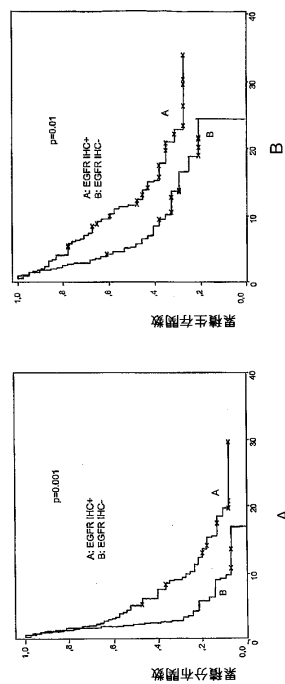 累積分布関数
1,0
,8
,6
,4
,2
0,0
p=0.001
A: EGFR IHC+
B: EGFR IHC-
A
B
0 10 20 30 40
A
累積生存関数
1,0
,8
,6
,4
,2
0,0
p=0.01
A: EGFR IHC+
B: EGFR IHC-
A
B
0 10 20 30 40
B